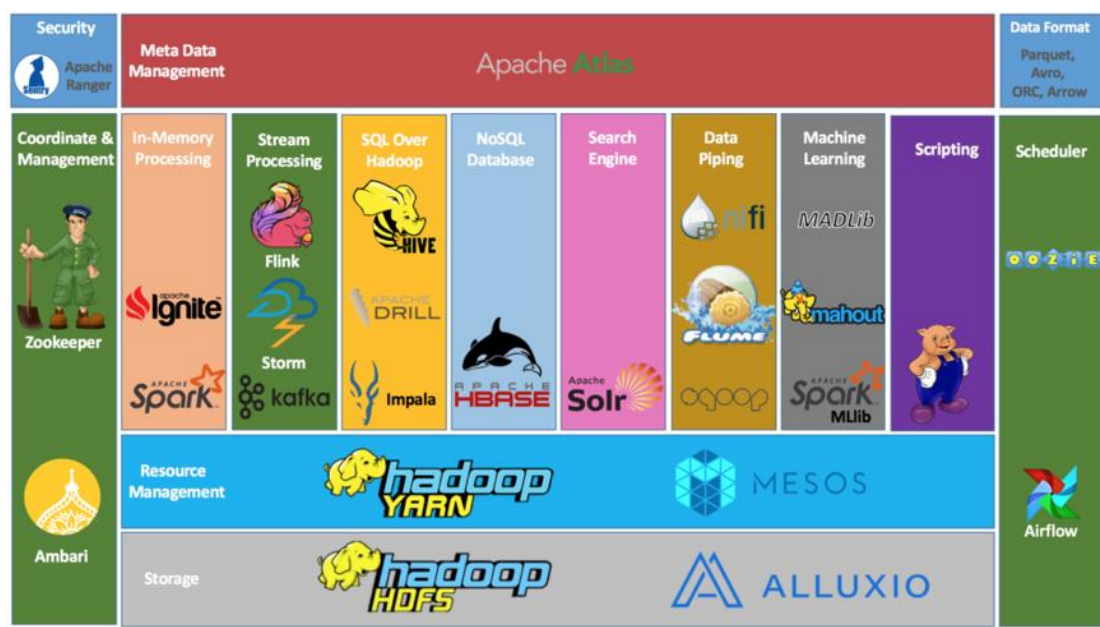 Security
Sentry
Apache
Ranger
Meta Data
Management
Apache Atlas
Data Format
Parquet,
Avro,
ORC, Arrow
Coordinate &
Management
Zookeeper
Ambari
In-Memory
Processing
apache
Ignite™
APACHE
Spark™
Stream
Processing
Flink
Storm
kafka
SQL Over
Hadoop
HIVE
APACHE
DRILL
Impala
NoSQL
Database
APACHE
HBASE
Search
Engine
Apache
Solr
Data
Piping
nifi
FLUME
sqoop
Machine
Learning
MADLib
mahout
APACHE
Spark™
MLlib
Scripting
Scheduler
OOZIE
Airflow
Resource
Management
hadoop
YARN
MESOS
Storage
hadoop
HDFS
ALLUXIO